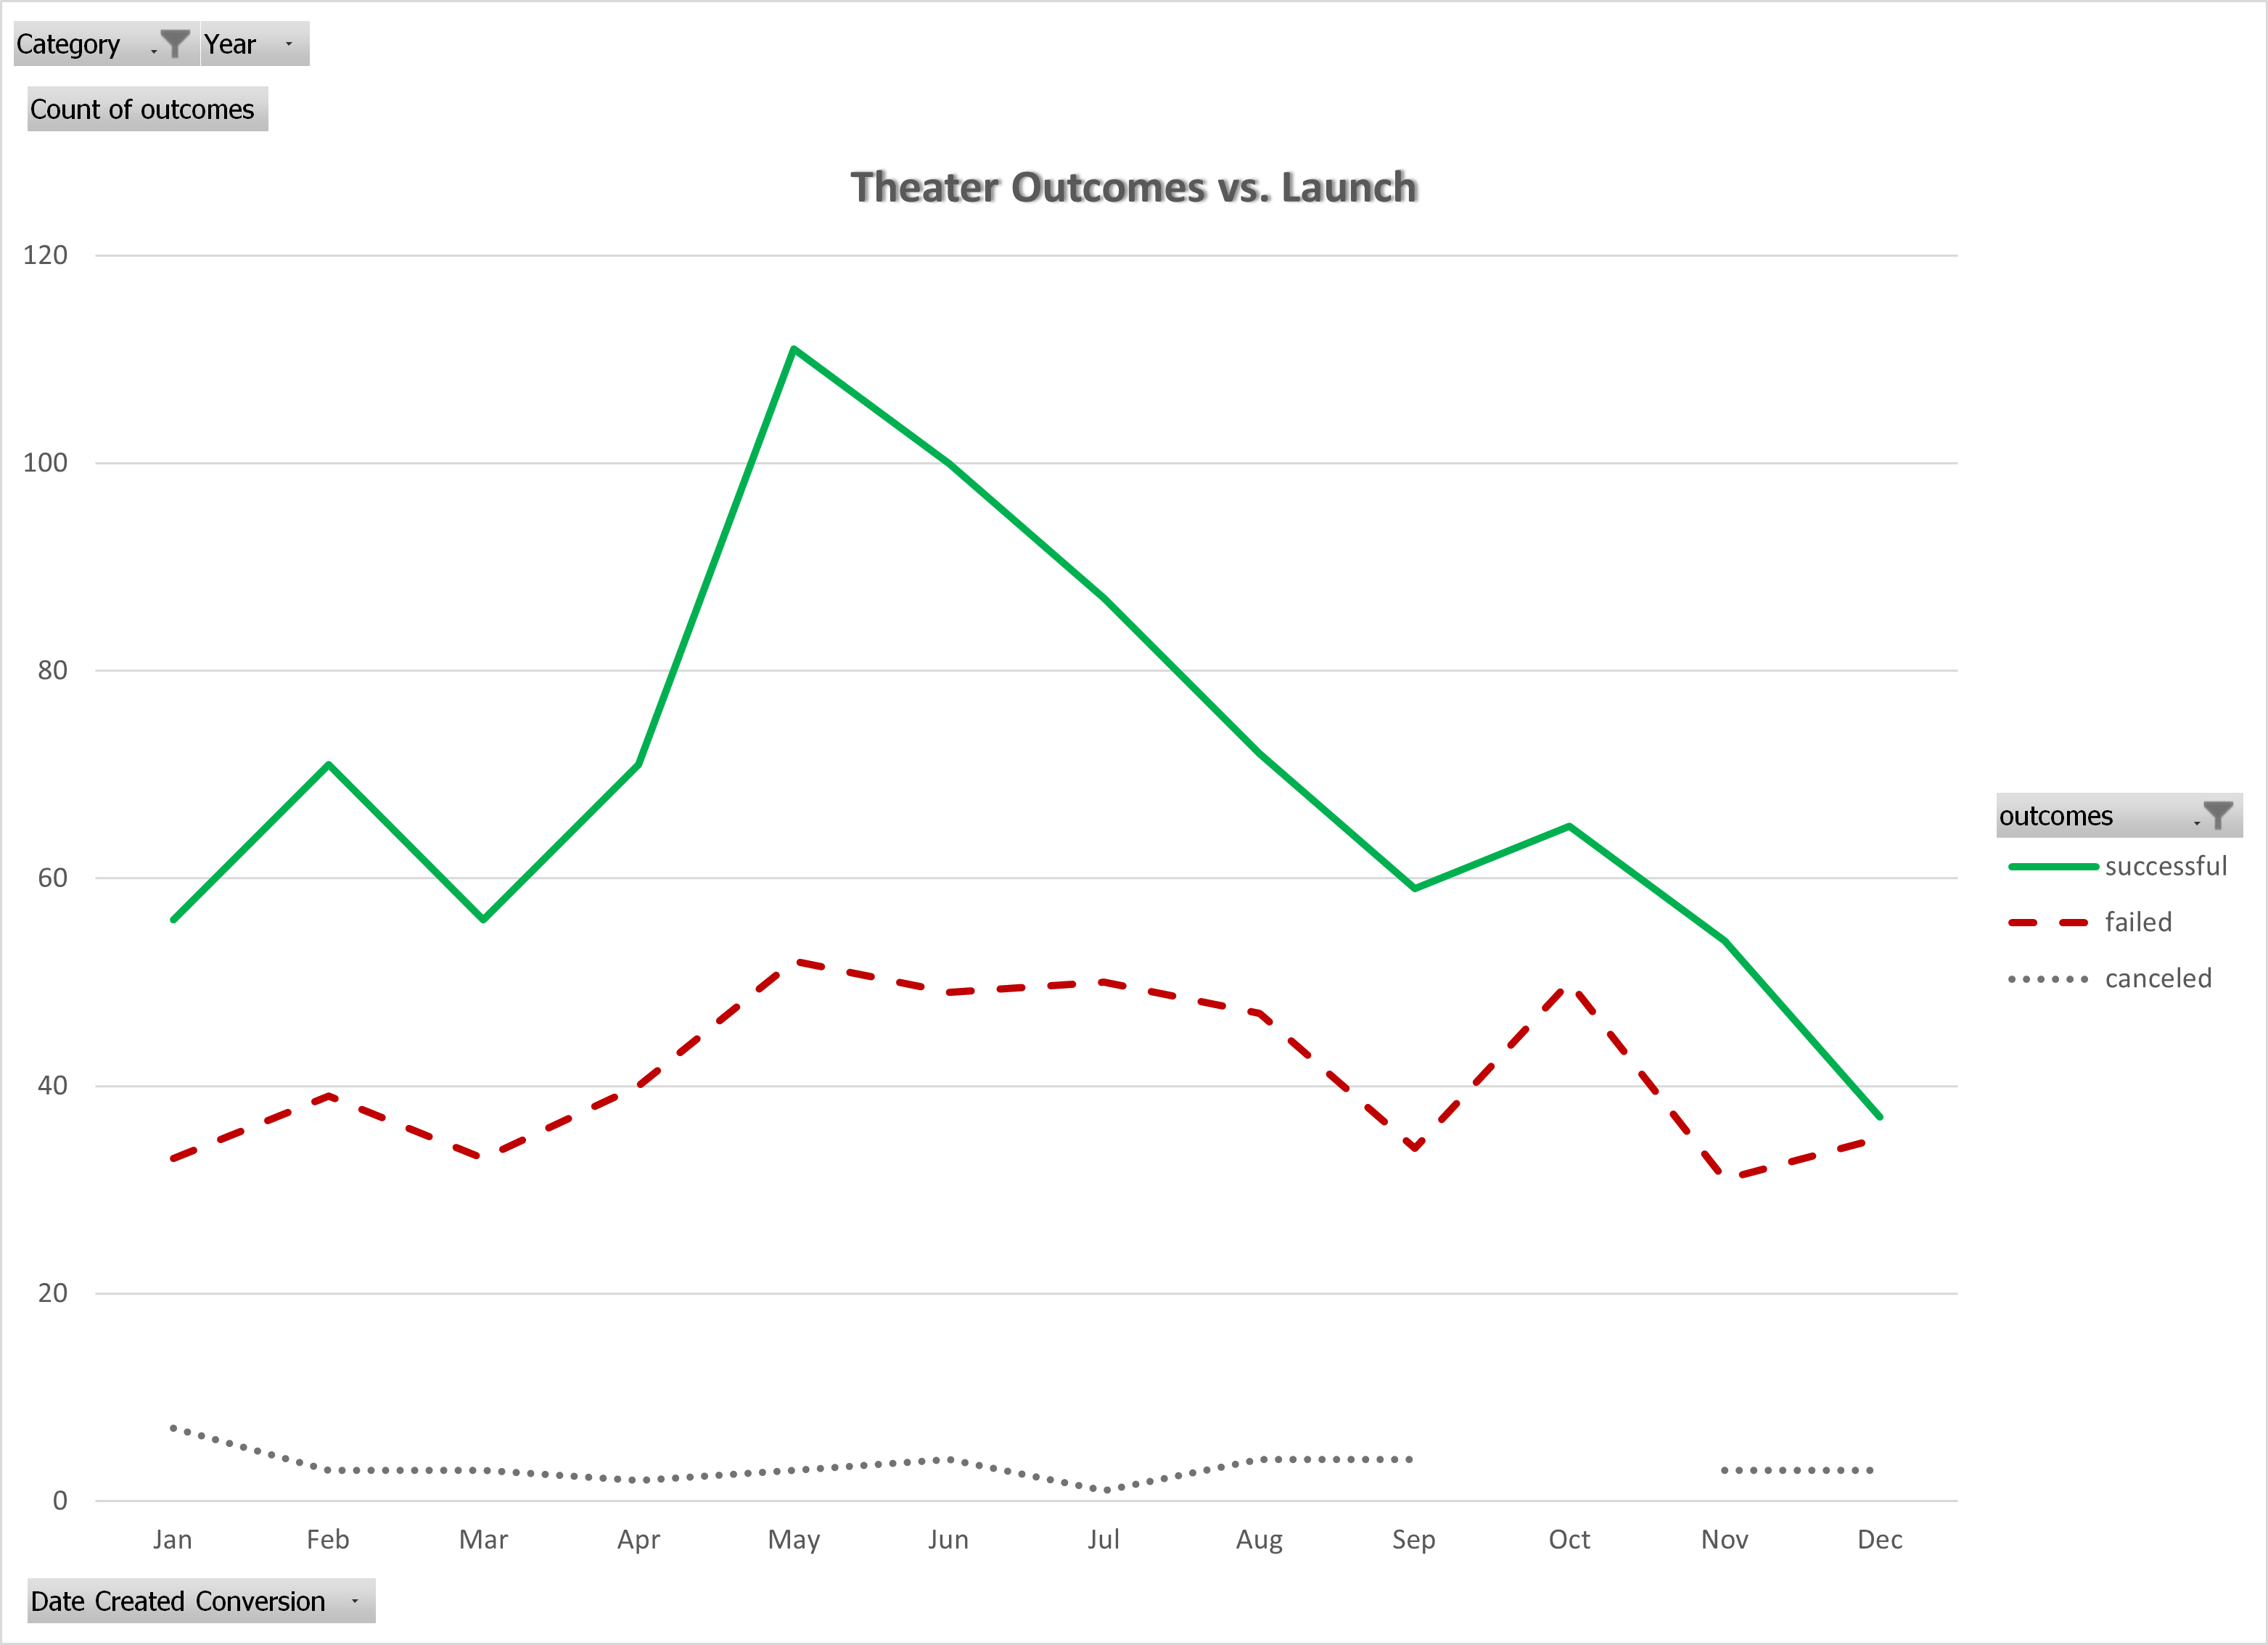 Category Year
Count of outcomes
Theater Outcomes vs. Launch
120
100
80
60
40
20
0
Jan Feb Mar Apr May Jun Jul Aug Sep Oct Nov Dec
outcomes
successful
failed
canceled
Date Created Conversion